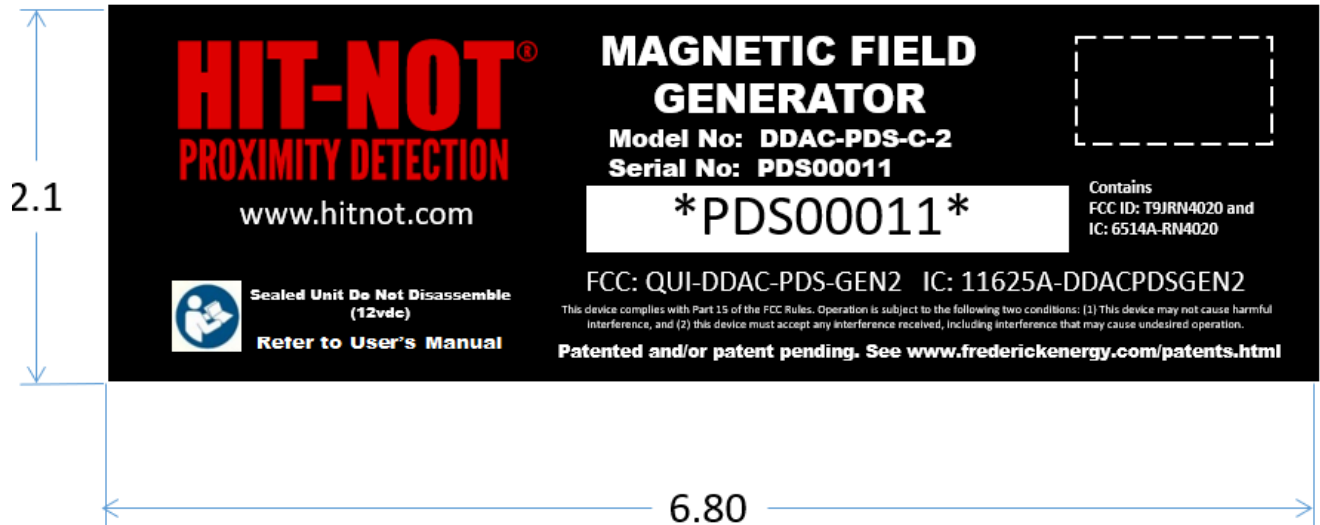 HIT-NOT®
PROXIMITY DETECTION
www.hitnot.com
Sealed Unit Do Not Disassemble
(12vdc)
Refer to User's Manual
MAGNETIC FIELD
GENERATOR
Model No: DDAC-PDS-C-2
Serial No: PDS00011
*PDS00011*
Contains
FCC ID: T9JRN4020 and
IC: 6514A-RN4020
FCC: QUI-DDAC-PDS-GEN2 IC: 11625A-DDACPDSGEN2
This device complies with Part 15 of the FCC Rules. Operation is subject to the following two conditions: (1) This device may not cause harmful
interference, and (2) this device must accept any interference received, including interference that may cause undesired operation.
Patented and/or patent pending. See www.frederickenergy.com/patents.html
2.1
6.80